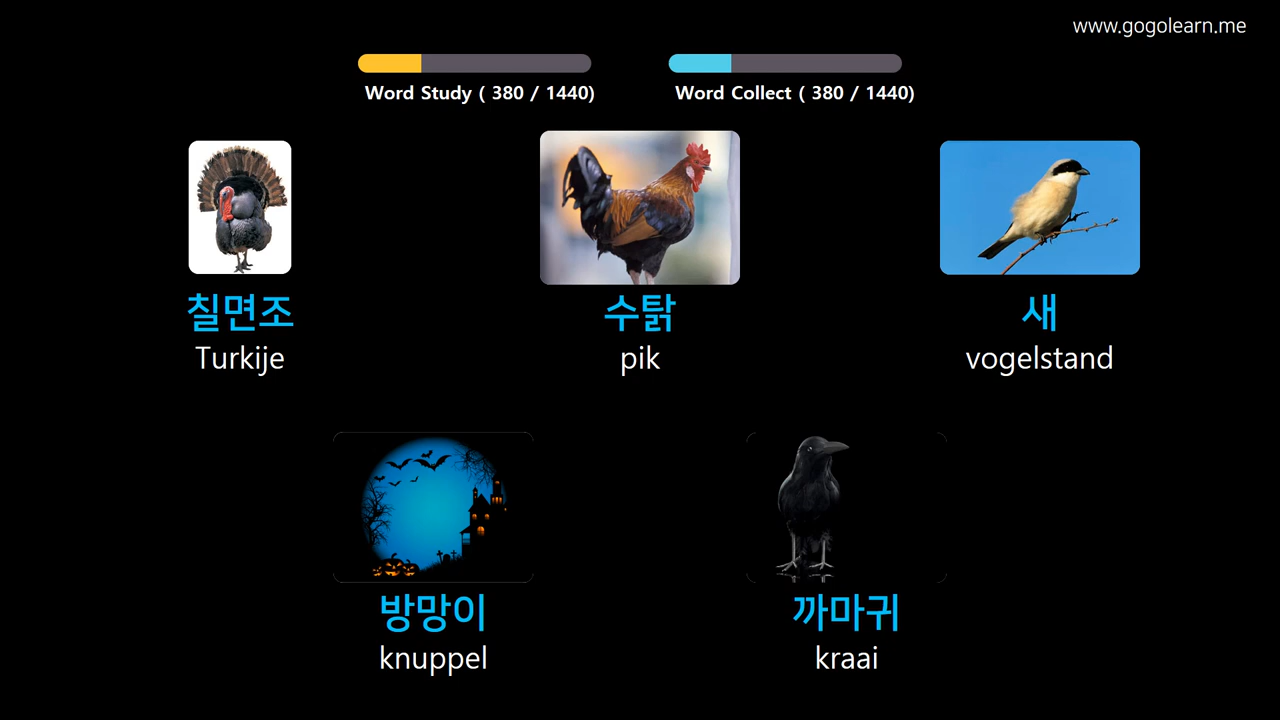 www.gogolearn.me
Word Study ( 380 / 1440)
Word Collect ( 380 / 1440)
칠면조
Turkije
수탉
pik
새
vogelstand
방망이
knuppel
까마귀
kraai